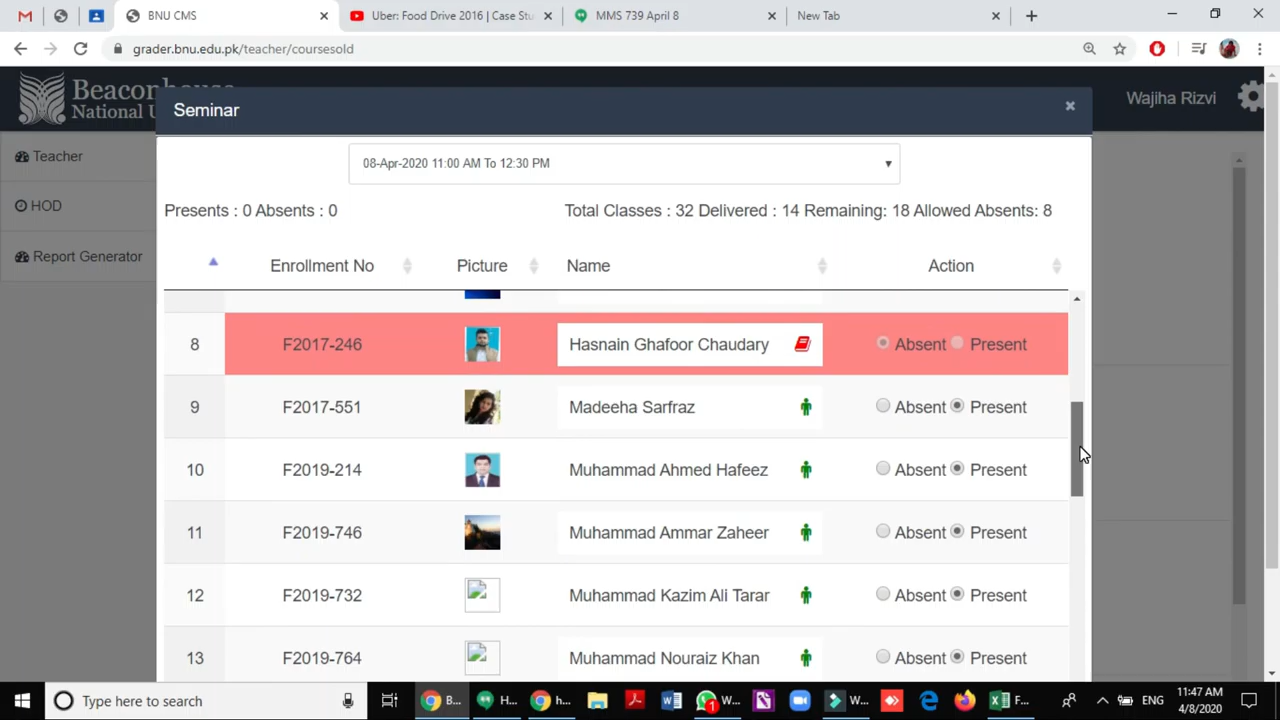 BNU CMS
Uber: Food Drive 2016 | Case Stu
MMS 739 April 8
New Tab
grader.bnu.edu.pk/teacher/coursesold
Beaconhouse
National U
Seminar
Wajiha Rizvi
Teacher
HOD
Report Generator
08-Apr-2020 11:00 AM To 12:30 PM
Presents : 0 Absents : 0
Total Classes : 32 Delivered : 14 Remaining: 18 Allowed Absents: 8
Enrollment No Picture Name Action
8 F2017-246 Hasnain Ghafoor Chaudary Absent Present
9 F2017-551 Madeeha Sarfraz Absent Present
10 F2019-214 Muhammad Ahmed Hafeez Absent Present
11 F2019-746 Muhammad Ammar Zaheer Absent Present
12 F2019-732 Muhammad Kazim Ali Tarar Absent Present
13 F2019-764 Muhammad Nouraiz Khan Absent Present
Type here to search
B...
H...
h...
W...
1
W...
F...
ENG
11:47 AM
4/8/2020